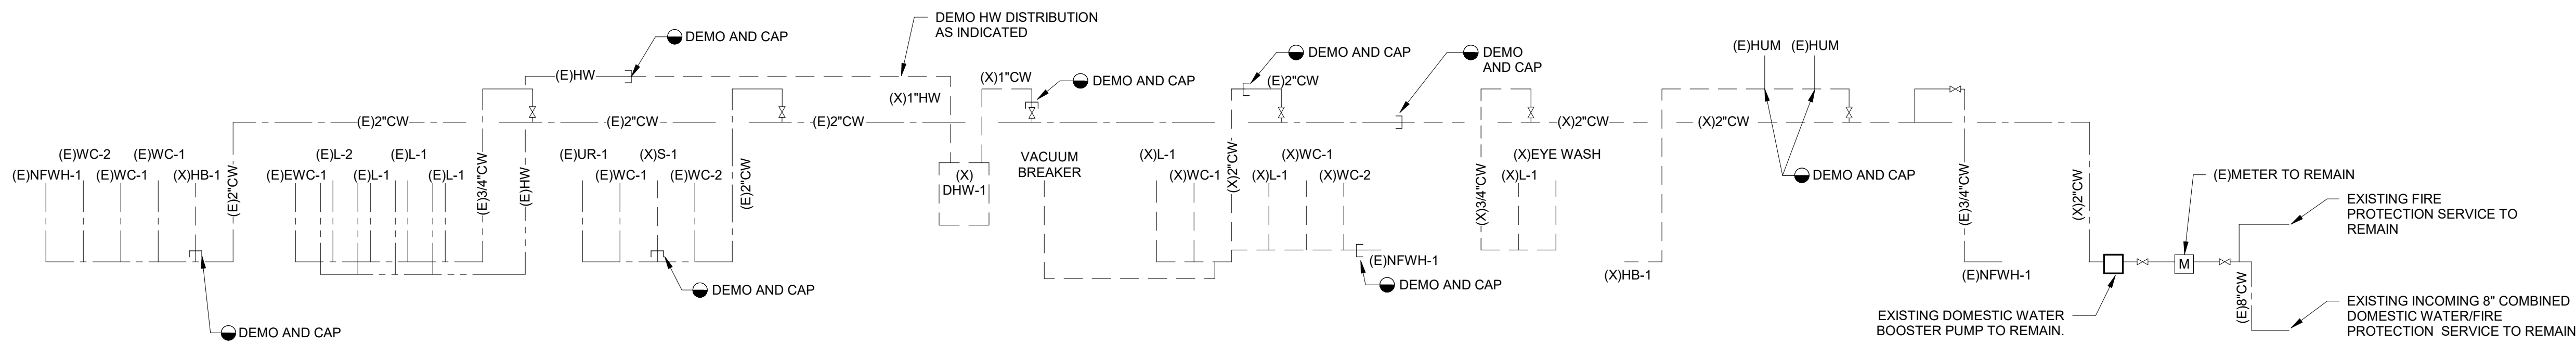 DEMO HW DISTRIBUTION
AS INDICATED
DEMO AND CAP
DEMO AND CAP
DEMO
AND CAP
(E)HUM
(E)HUM
(E)HW
(X)1"CW
DEMO AND CAP
(E)2"CW
(X)1"HW
(E)2"CW
(E)2"CW
(E)2"CW
(X)2"CW
(X)2"CW
(E)WC-2
(E)WC-1
(E)NFWH-1
(E)WC-1
(X)HB-1
(E)2"CW
(E)L-2
(E)L-1
(E)EWC-1
(E)L-1
(E)L-1
(E)3/4"CW
(E)HW
(E)UR-1
(X)S-1
(E)WC-1
(E)WC-2
(E)2"CW
(X)
DHW-1
VACUUM
BREAKER
(X)L-1
(X)WC-1
(X)2"CW
(X)WC-1
(X)L-1
(X)WC-2
(X)3/4"CW
(X)EYE WASH
(X)L-1
DEMO AND CAP
(E)3/4"CW
(X)2"CW
(E)METER TO REMAIN
EXISTING FIRE
PROTECTION SERVICE TO
REMAIN
(E)NFWH-1
(X)HB-1
(E)NFWH-1
M
DEMO AND CAP
DEMO AND CAP
DEMO AND CAP
(E)8"CW
EXISTING DOMESTIC WATER
BOOSTER PUMP TO REMAIN.
EXISTING INCOMING 8" COMBINED
DOMESTIC WATER/FIRE
PROTECTION SERVICE TO REMAIN